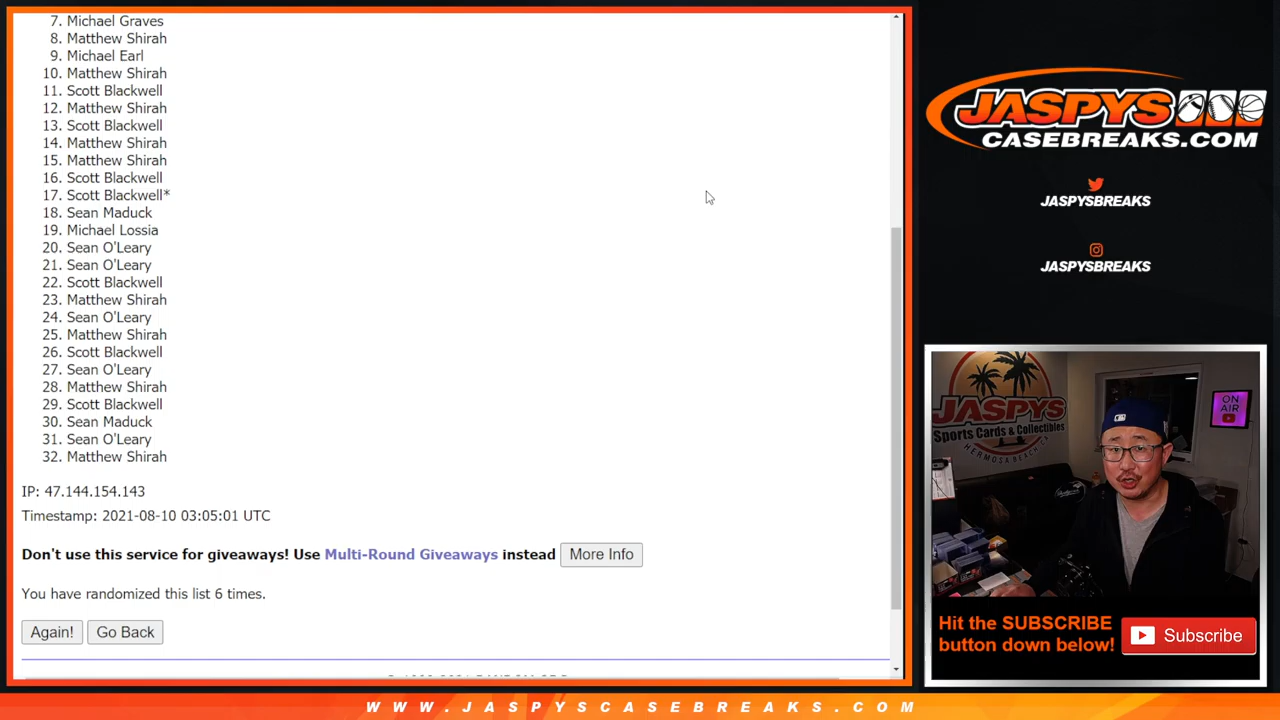 7. Michael Graves
8. Matthew Shirah
9. Michael Earl
10. Matthew Shirah
11. Scott Blackwell
12. Matthew Shirah
13. Scott Blackwell
14. Matthew Shirah
15. Matthew Shirah
16. Scott Blackwell
17. Scott Blackwell*
18. Sean Maduck
19. Michael Lossia
20. Sean O'Leary
21. Sean O'Leary
22. Scott Blackwell
23. Matthew Shirah
24. Sean O'Leary
25. Matthew Shirah
26. Scott Blackwell
27. Sean O'Leary
28. Matthew Shirah
29. Scott Blackwell
30. Sean Maduck
31. Sean O'Leary
32. Matthew Shirah
IP: 47.144.154.143
Timestamp: 2021-08-10 03:05:01 UTC
Don't use this service for giveaways! Use Multi-Round Giveaways instead More Info
You have randomized this list 6 times.
Again! Go Back
JASPYS
CASEBREAKS.COM
JASPYSBREAKS
JASPYSBREAKS
JASPYS
Sports Cards & Collectibles
HERMOSA BEACH CA
ON
AIR
Hit the SUBSCRIBE
button down below!
Subscribe
WWW.JASPYSCASEBREAKS.COM